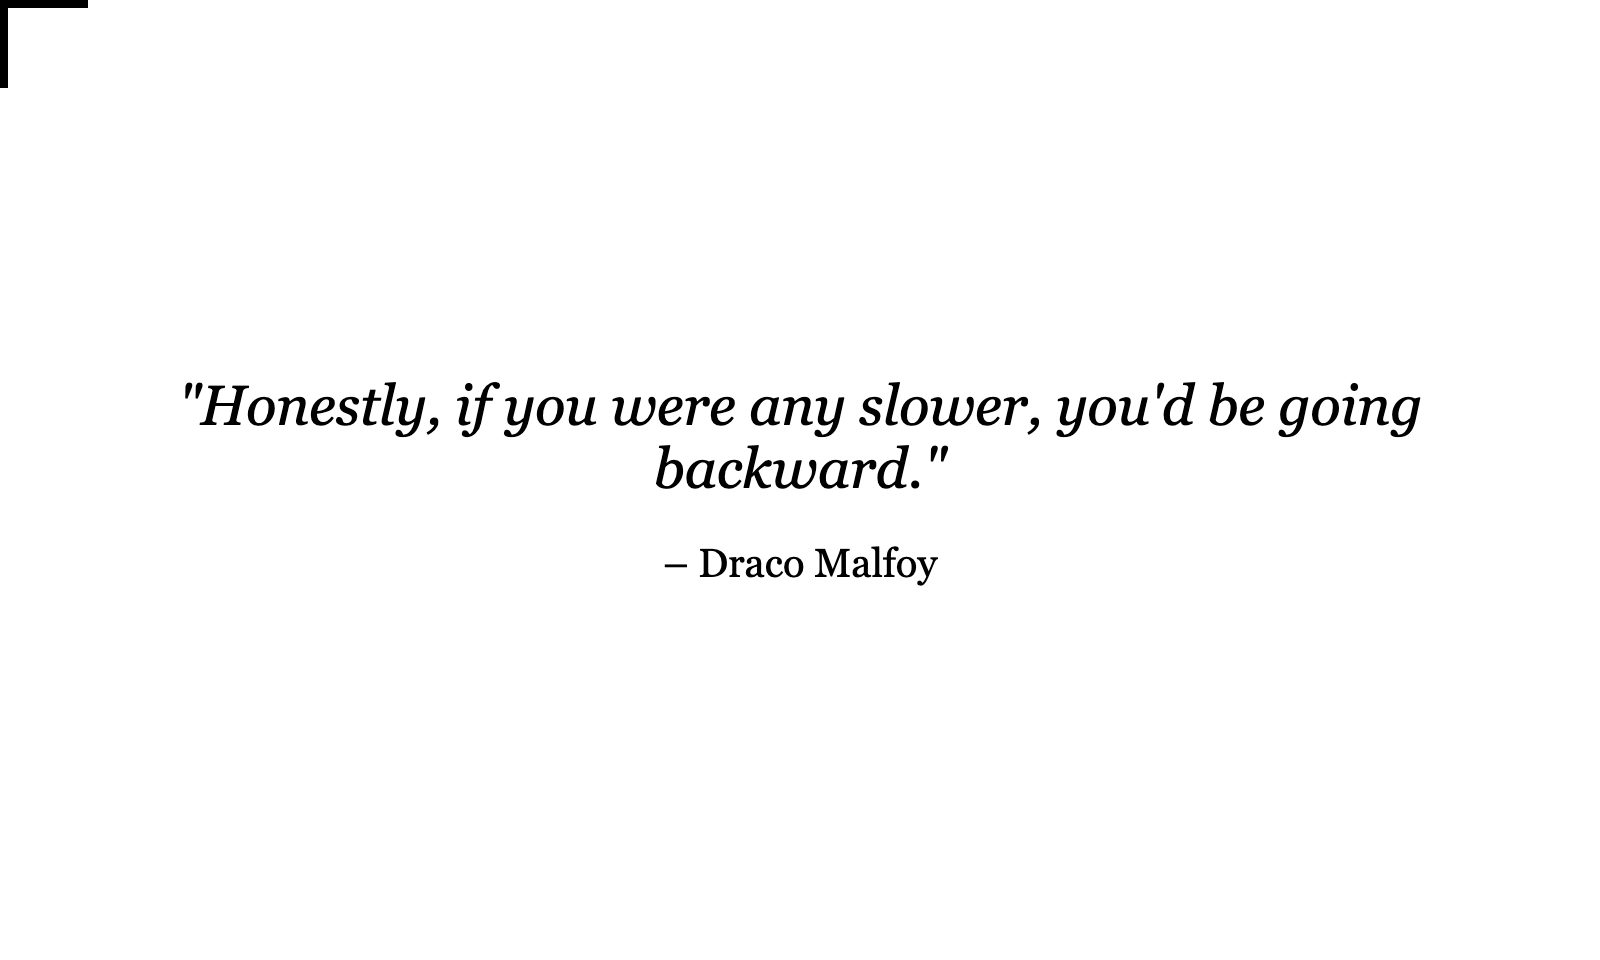 "Honestly, if you were any slower, you'd be going
backward."
– Draco Malfoy